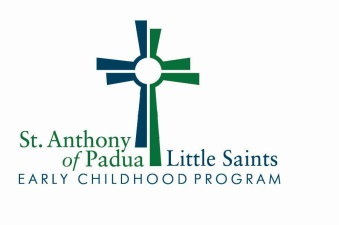 St. Anthony
of Padua Little Saints
EARLY CHILDHOOD PROGRAM